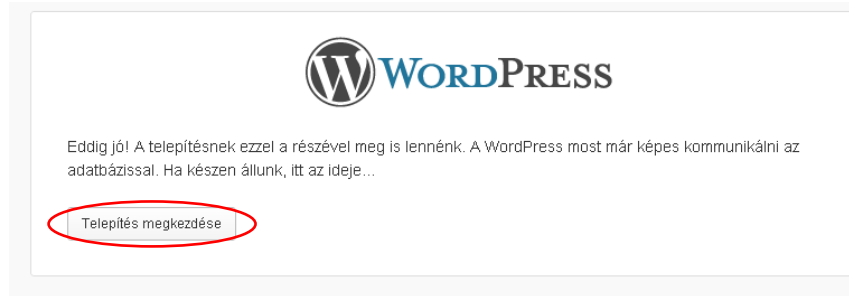 WORDPRESS
Eddig jó! A telepítésnek ezzel a részével meg is lennénk. A WordPress most már képes kommunikálni az
adatbázissal. Ha készen állunk, itt az ideje…
Telepítés megkezdése